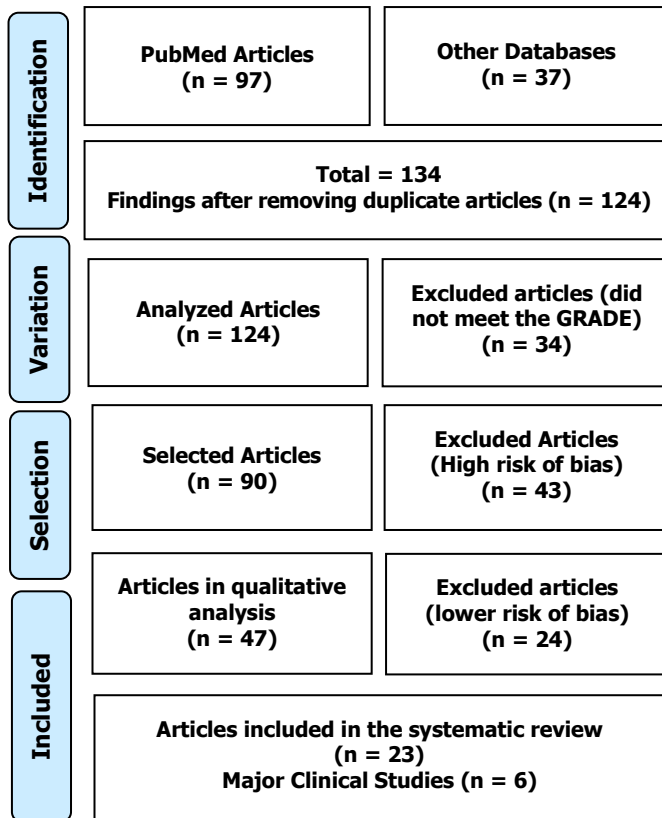 Identification
PubMed Articles
(n = 97)
Other Databases
(n = 37)
Total = 134
Findings after removing duplicate articles (n = 124)
Variation
Analyzed Articles
(n = 124)
Excluded articles (did
not meet the GRADE)
(n = 34)
Selection
Selected Articles
(n = 90)
Excluded Articles
(High risk of bias)
(n = 43)
Included
Articles in qualitative
analysis
(n = 47)
Excluded articles
(lower risk of bias)
(n = 24)
Articles included in the systematic review
(n = 23)
Major Clinical Studies (n = 6)